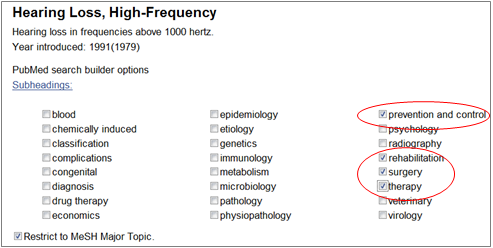 Hearing Loss, High-Frequency
Hearing loss in frequencies above 1000 hertz.
Year introduced: 1991(1979)
PubMed search builder options
Subheadings:
blood
chemically induced
classification
complications
congenital
diagnosis
drug therapy
economics
epidemiology
etiology
genetics
immunology
metabolism
microbiology
pathology
physiopathology
prevention and control
psychology
radiography
rehabilitation
surgery
therapy
veterinary
virology
Restrict to MeSH Major Topic.